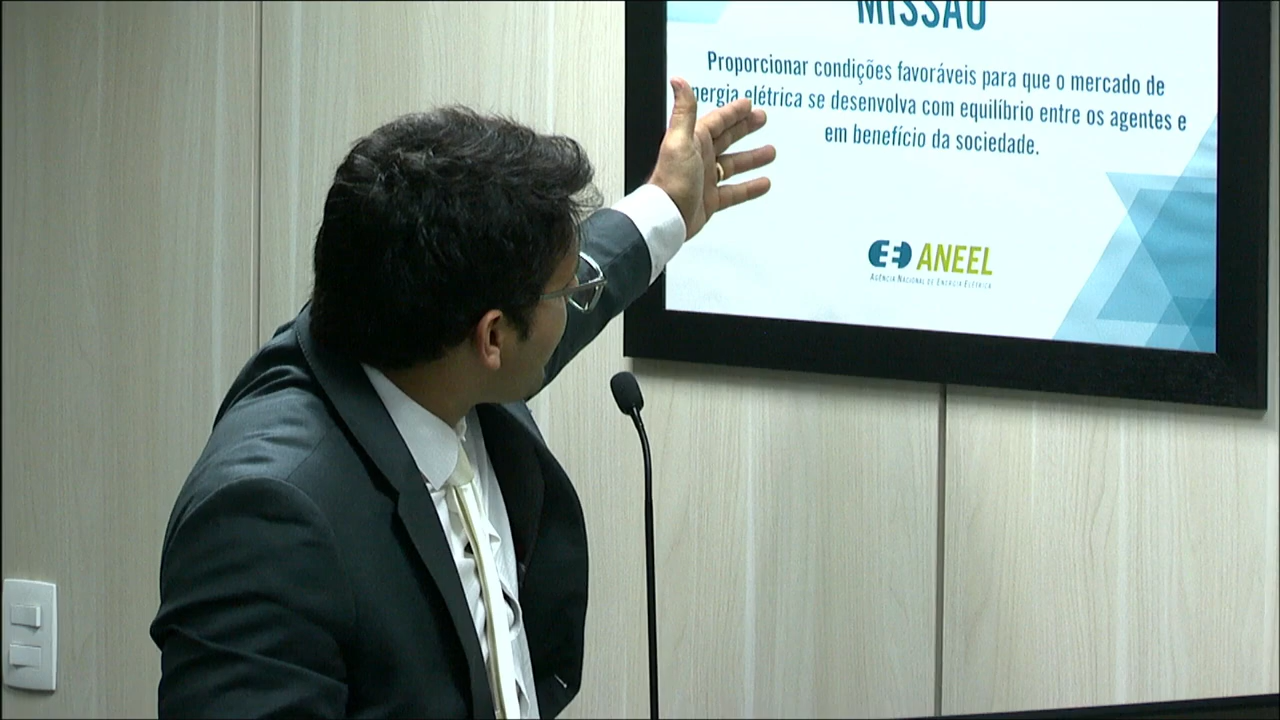 MISSÃO
Proporcionar condições favoráveis para que o mercado de
energia elétrica se desenvolva com equilíbrio entre os agentes e
em benefício da sociedade.
ANEEL
AGÊNCIA NACIONAL DE ENERGIA ELÉTRICA